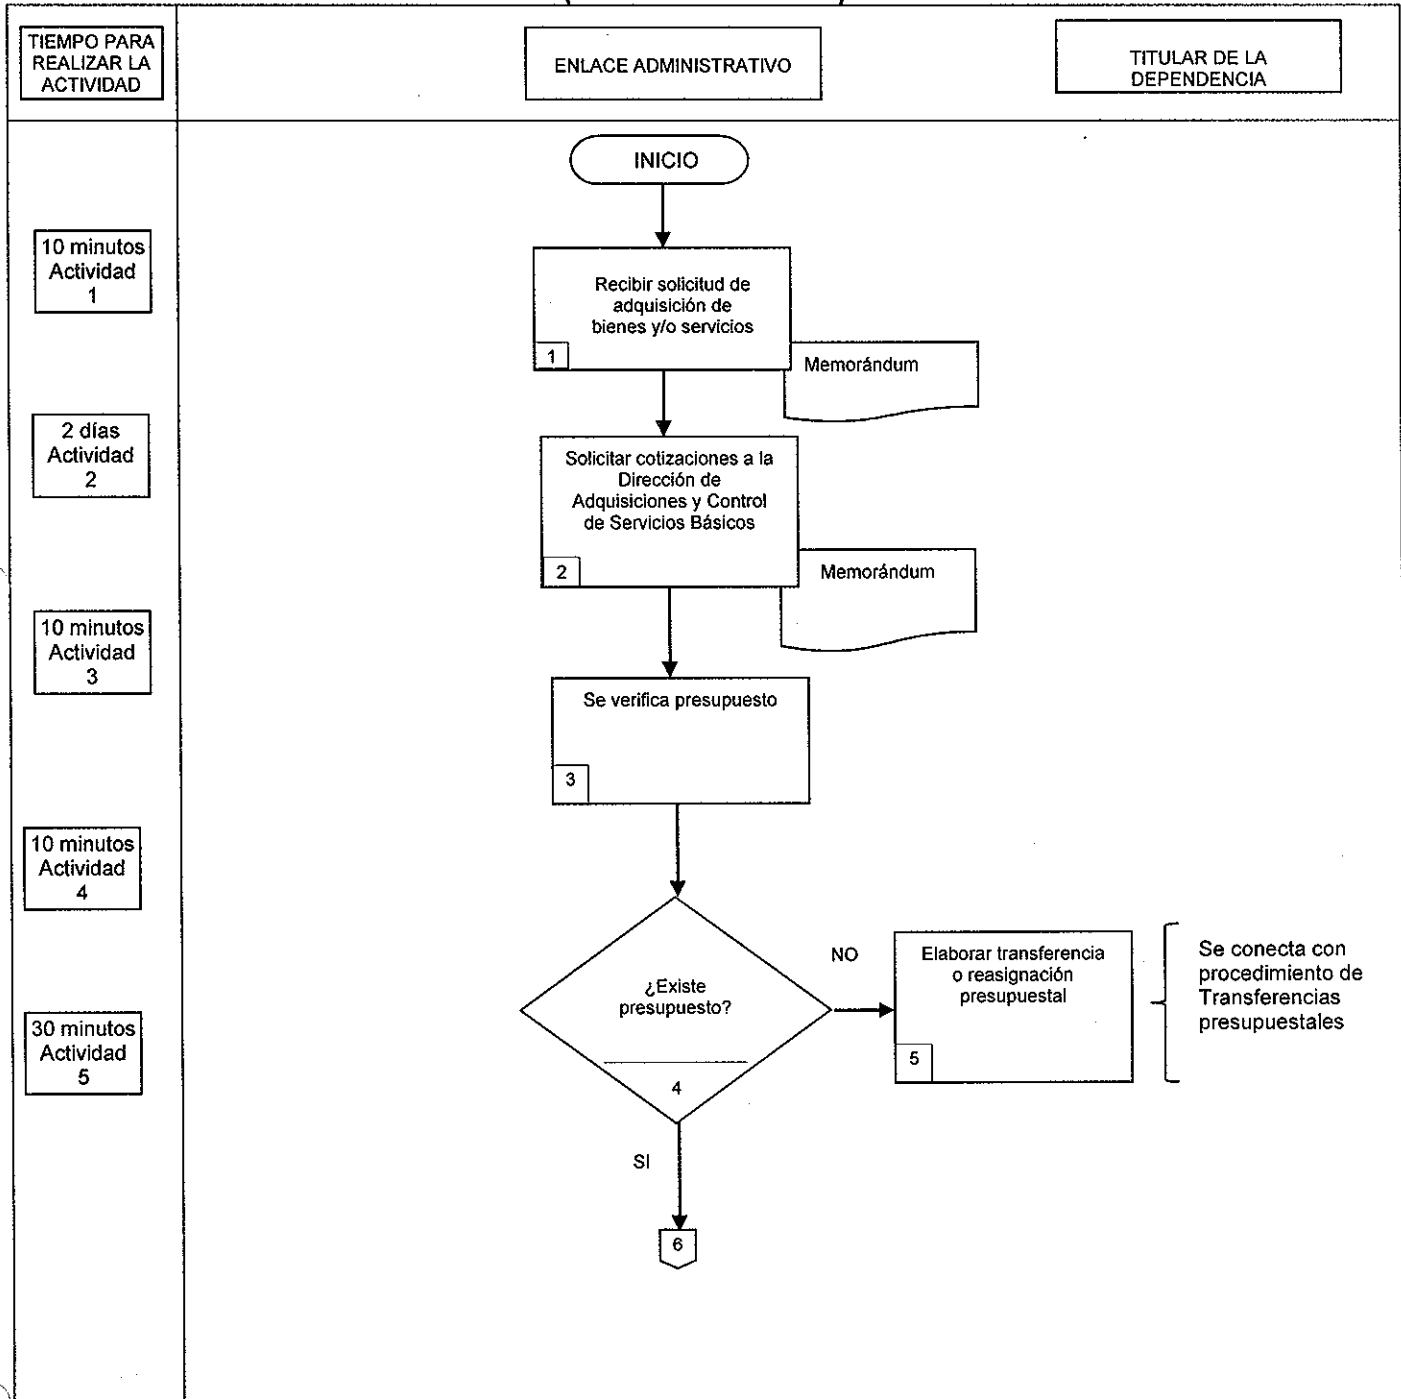 TIEMPO PARA
REALIZAR LA
ACTIVIDAD
ENLACE ADMINISTRATIVO
TITULAR DE LA
DEPENDENCIA
INICIO
10 minutos
Actividad
1
Recibir solicitud de
adquisición de
bienes y/o servicios
1
Memorándum
2 días
Actividad
2
Solicitar cotizaciones a la
Dirección de
Adquisiciones y Control
de Servicios Básicos
2
Memorándum
10 minutos
Actividad
3
Se verifica presupuesto
3
10 minutos
Actividad
4
¿Existe
presupuesto?
4
NO
Elaborar transferencia
o reasignación
presupuestal
5
Se conecta con
procedimiento de
Transferencias
presupuestales
30 minutos
Actividad
5
SI
6